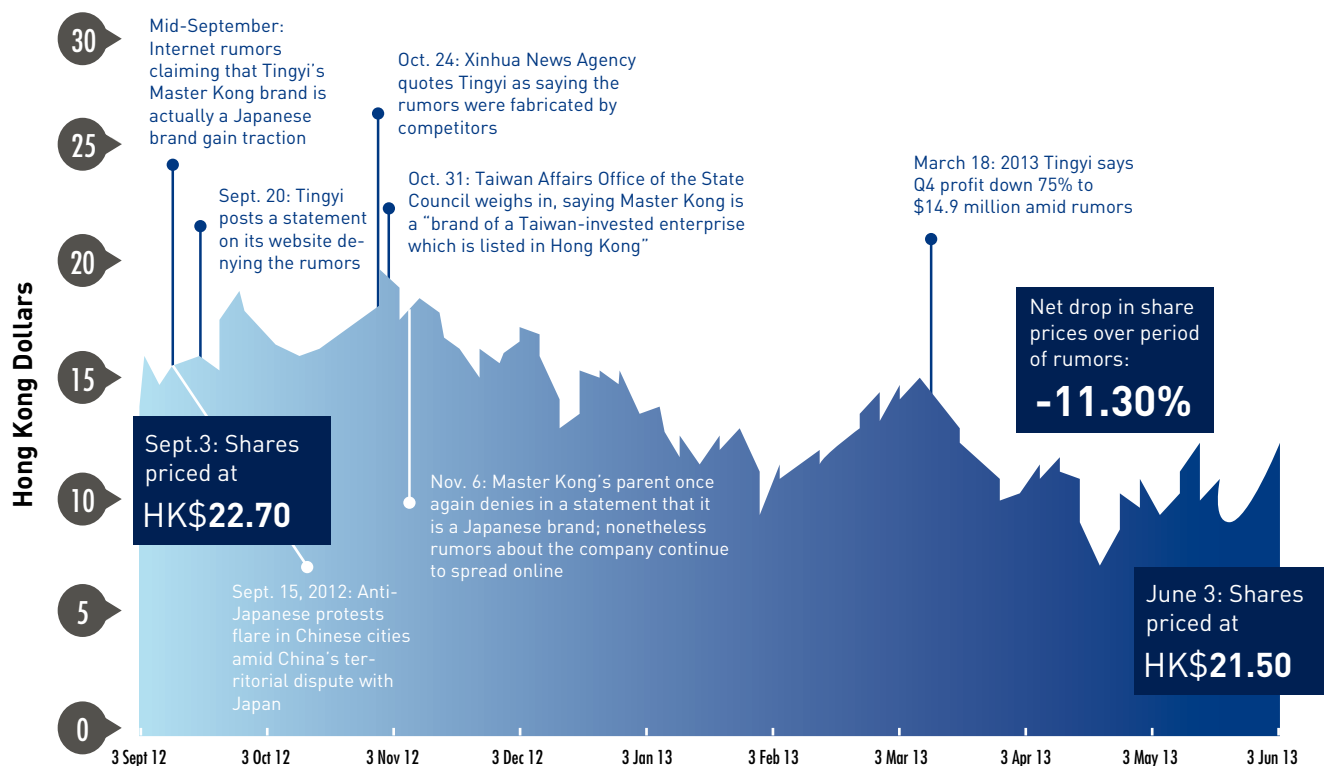 Hong Kong Dollars
30
25
20
15
10
5
0
Mid-September:
Internet rumors
claiming that Tingyi's
Master Kong brand is
actually a Japanese
brand gain traction
Sept. 20: Tingyi
posts a statement
on its website de-
nying the rumors
Oct. 24: Xinhua News Agency
quotes Tingyi as saying the
rumors were fabricated by
competitors
Oct. 31: Taiwan Affairs Office of the State
Council weighs in, saying Master Kong is
a “brand of a Taiwan-invested enterprise
which is listed in Hong Kong”
March 18: 2013 Tingyi says
Q4 profit down 75% to
$14.9 million amid rumors
Net drop in share
prices over period
of rumors:
-11.30%
Sept.3: Shares
priced at
HK$22.70
Nov. 6: Master Kong's parent once
again denies in a statement that it
is a Japanese brand; nonetheless
rumors about the company continue
to spread online
Sept. 15, 2012: Anti-
Japanese protests
flare in Chinese cities
amid China's ter-
ritorial dispute with
Japan
June 3: Shares
priced at
HK$21.50
3 Sept 12
3 Oct 12
3 Nov 12
3 Dec 12
3 Jan 13
3 Feb 13
3 Mar 13
3 Apr 13
3 May 13
3 Jun 13